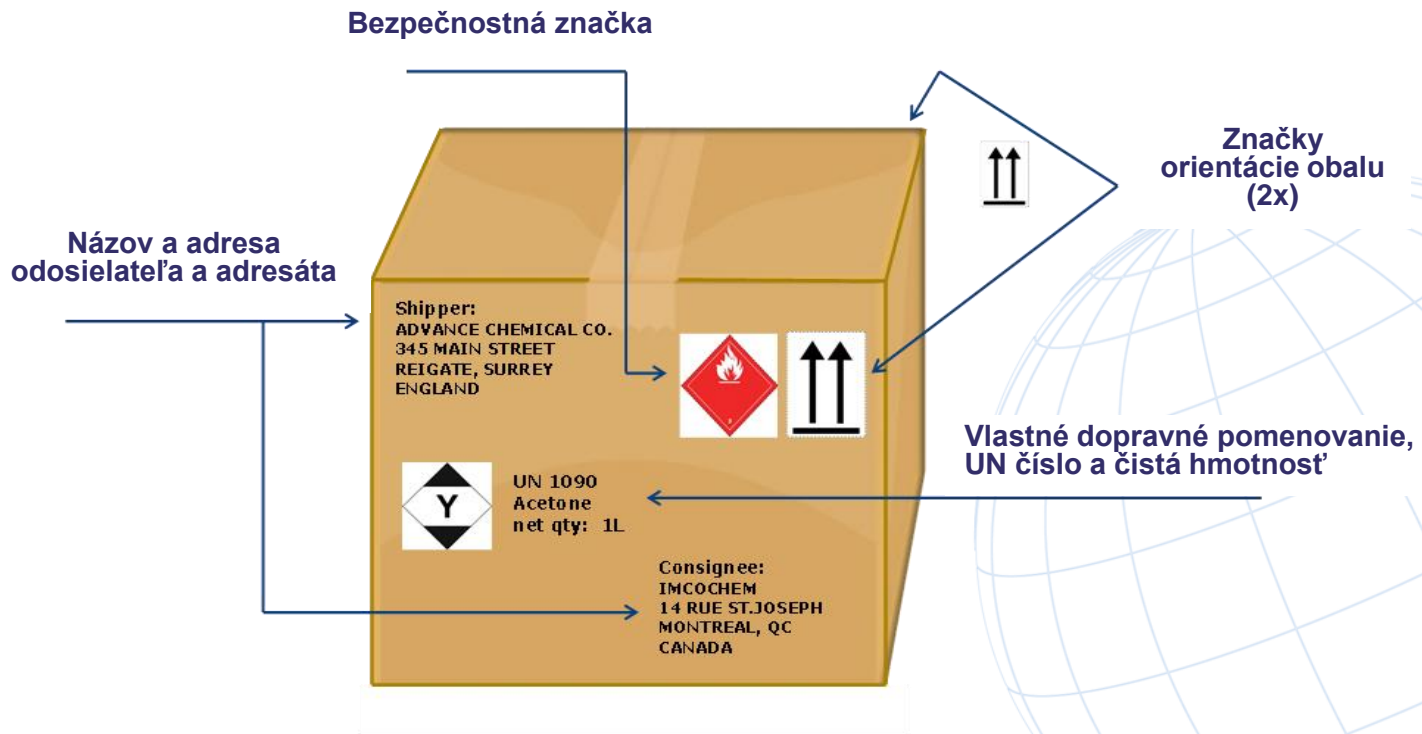 Bezpečnostná značka
Značky
orientácie obalu
(2x)
Názov a adresa
odosielateľa a adresáta
Shipper:
ADVANCE CHEMICAL CO.
345 MAIN STREET
REIGATE, SURREY
ENGLAND
3
Vlastné dopravné pomenovanie,
UN číslo a čistá hmotnosť
Y
UN 1090
Acetone
net qty: 1L
Consignee:
IMCOCHEM
14 RUE ST.JOSEPH
MONTREAL, QC
CANADA